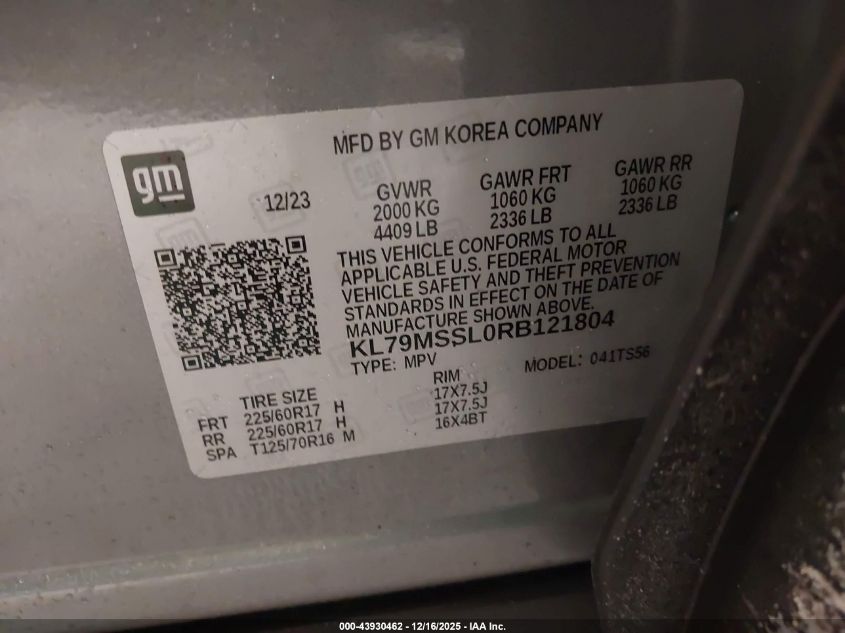 MFD BY GM KOREA COMPANY
gm
12/23
GVWR
2000 KG
4409 LB
GAWR FRT
1060 KG
2336 LB
GAWR RR
1060 KG
2336 LB
THIS VEHICLE CONFORMS TO ALL
APPLICABLE U.S. FEDERAL MOTOR
VEHICLE SAFETY AND THEFT PREVENTION
STANDARDS IN EFFECT ON THE DATE OF
MANUFACTURE SHOWN ABOVE.
KL79MSSL0RB121804
TYPE: MPV MODEL: 041TS56
TIRE SIZE RIM
FRT 225/60R17 H 17X7.5J
RR 225/60R17 H 17X7.5J
SPA T125/70R16 M 16X4BT
000-43930462 - 12/16/2025 - IAA Inc.